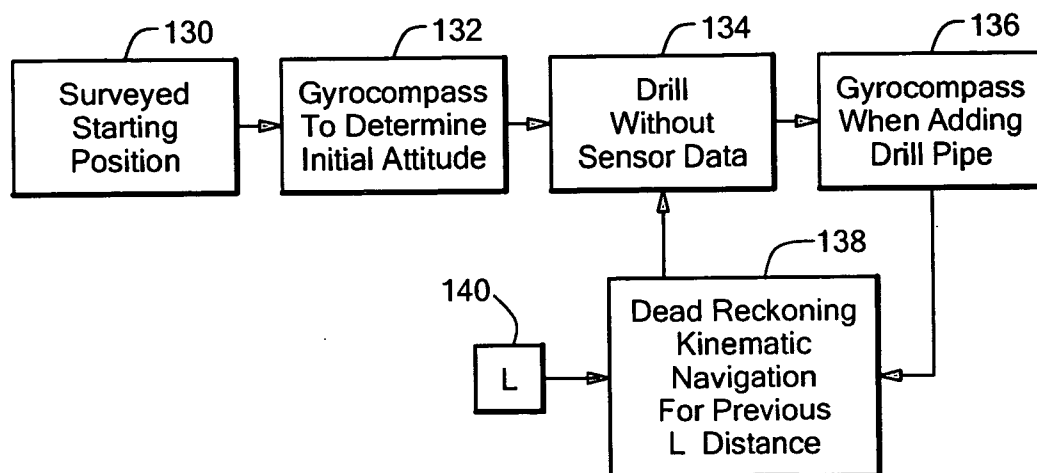 130
Surveyed
Starting
Position
132
Gyrocompass
To Determine
Initial Attitude
134
Drill
Without
Sensor Data
136
Gyrocompass
When Adding
Drill Pipe
138
Dead Reckoning
Kinematic
Navigation
For Previous
L Distance
140
L